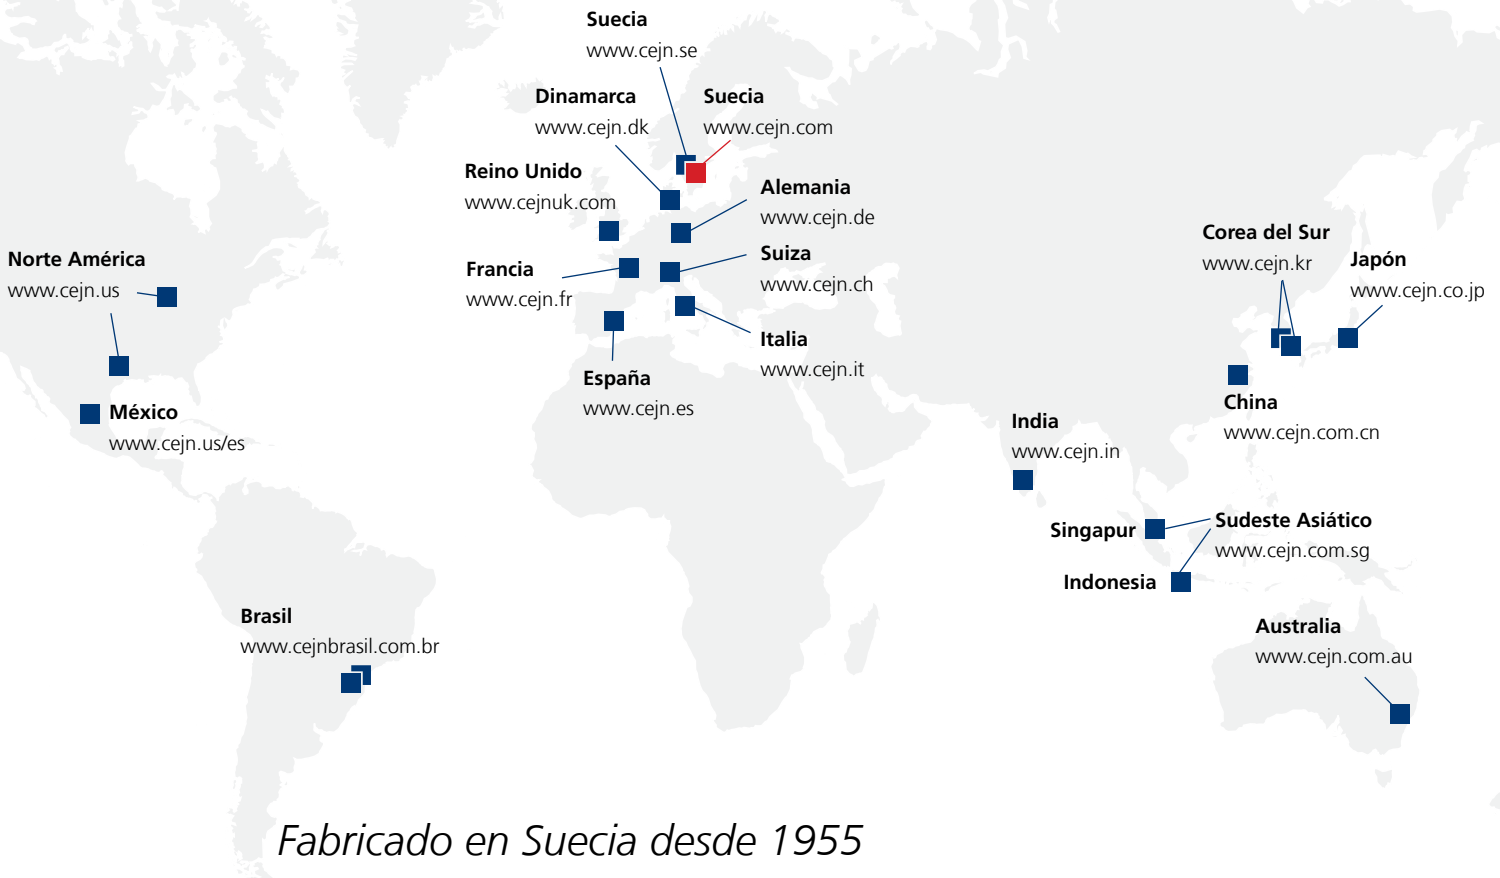 Suecia
www.cejn.se
Dinamarca
www.cejn.dk
Suecia
www.cejn.com
Reino Unido
www.cejnuk.com
Alemania
www.cejn.de
Norte América
www.cejn.us
Francia
www.cejn.fr
Suiza
www.cejn.ch
Corea del Sur
www.cejn.kr
Japón
www.cejn.co.jp
Italia
www.cejn.it
España
www.cejn.es
México
www.cejn.us/es
India
www.cejn.in
China
www.cejn.com.cn
Singapur
Sudeste Asiático
www.cejn.com.sg
Indonesia
Brasil
www.cejnbrasil.com.br
Australia
www.cejn.com.au
Fabricado en Suecia desde 1955